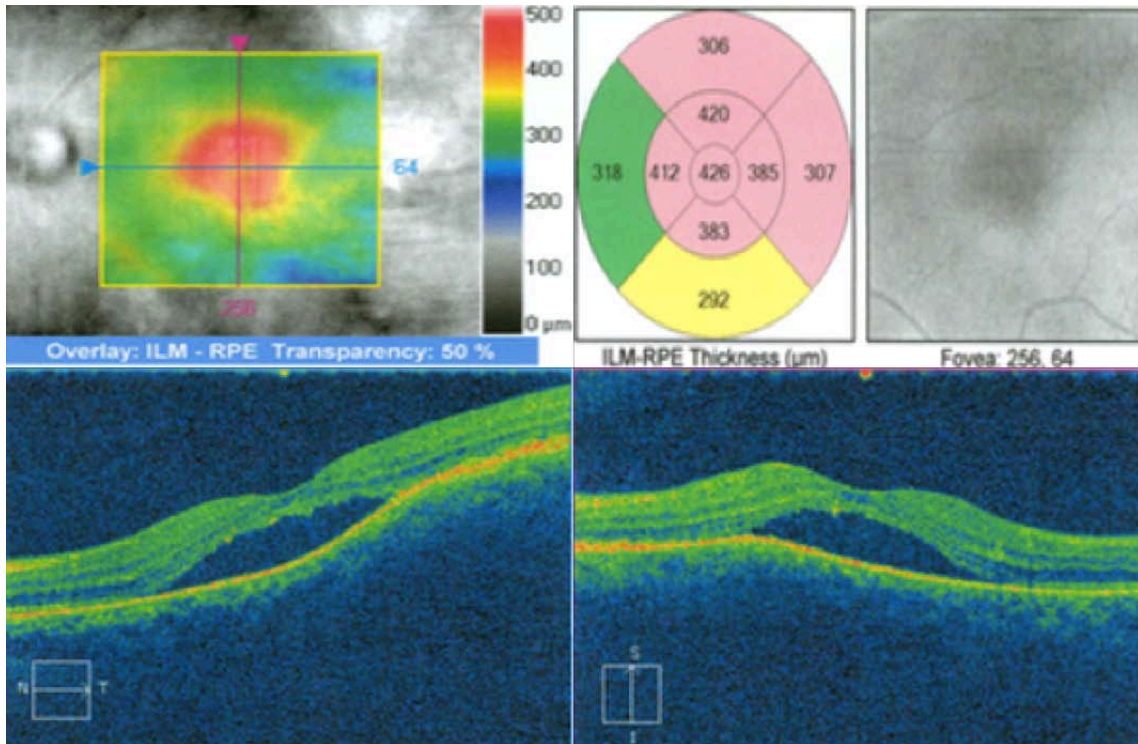 500
400
300
200
100
0 µm
64
256
Overlay: ILM - RPE Transparency: 50 %
306
420
318 412 426 385 307
383
292
ILM-RPE Thickness (µm)
Fovea: 256, 64
N T
S
I